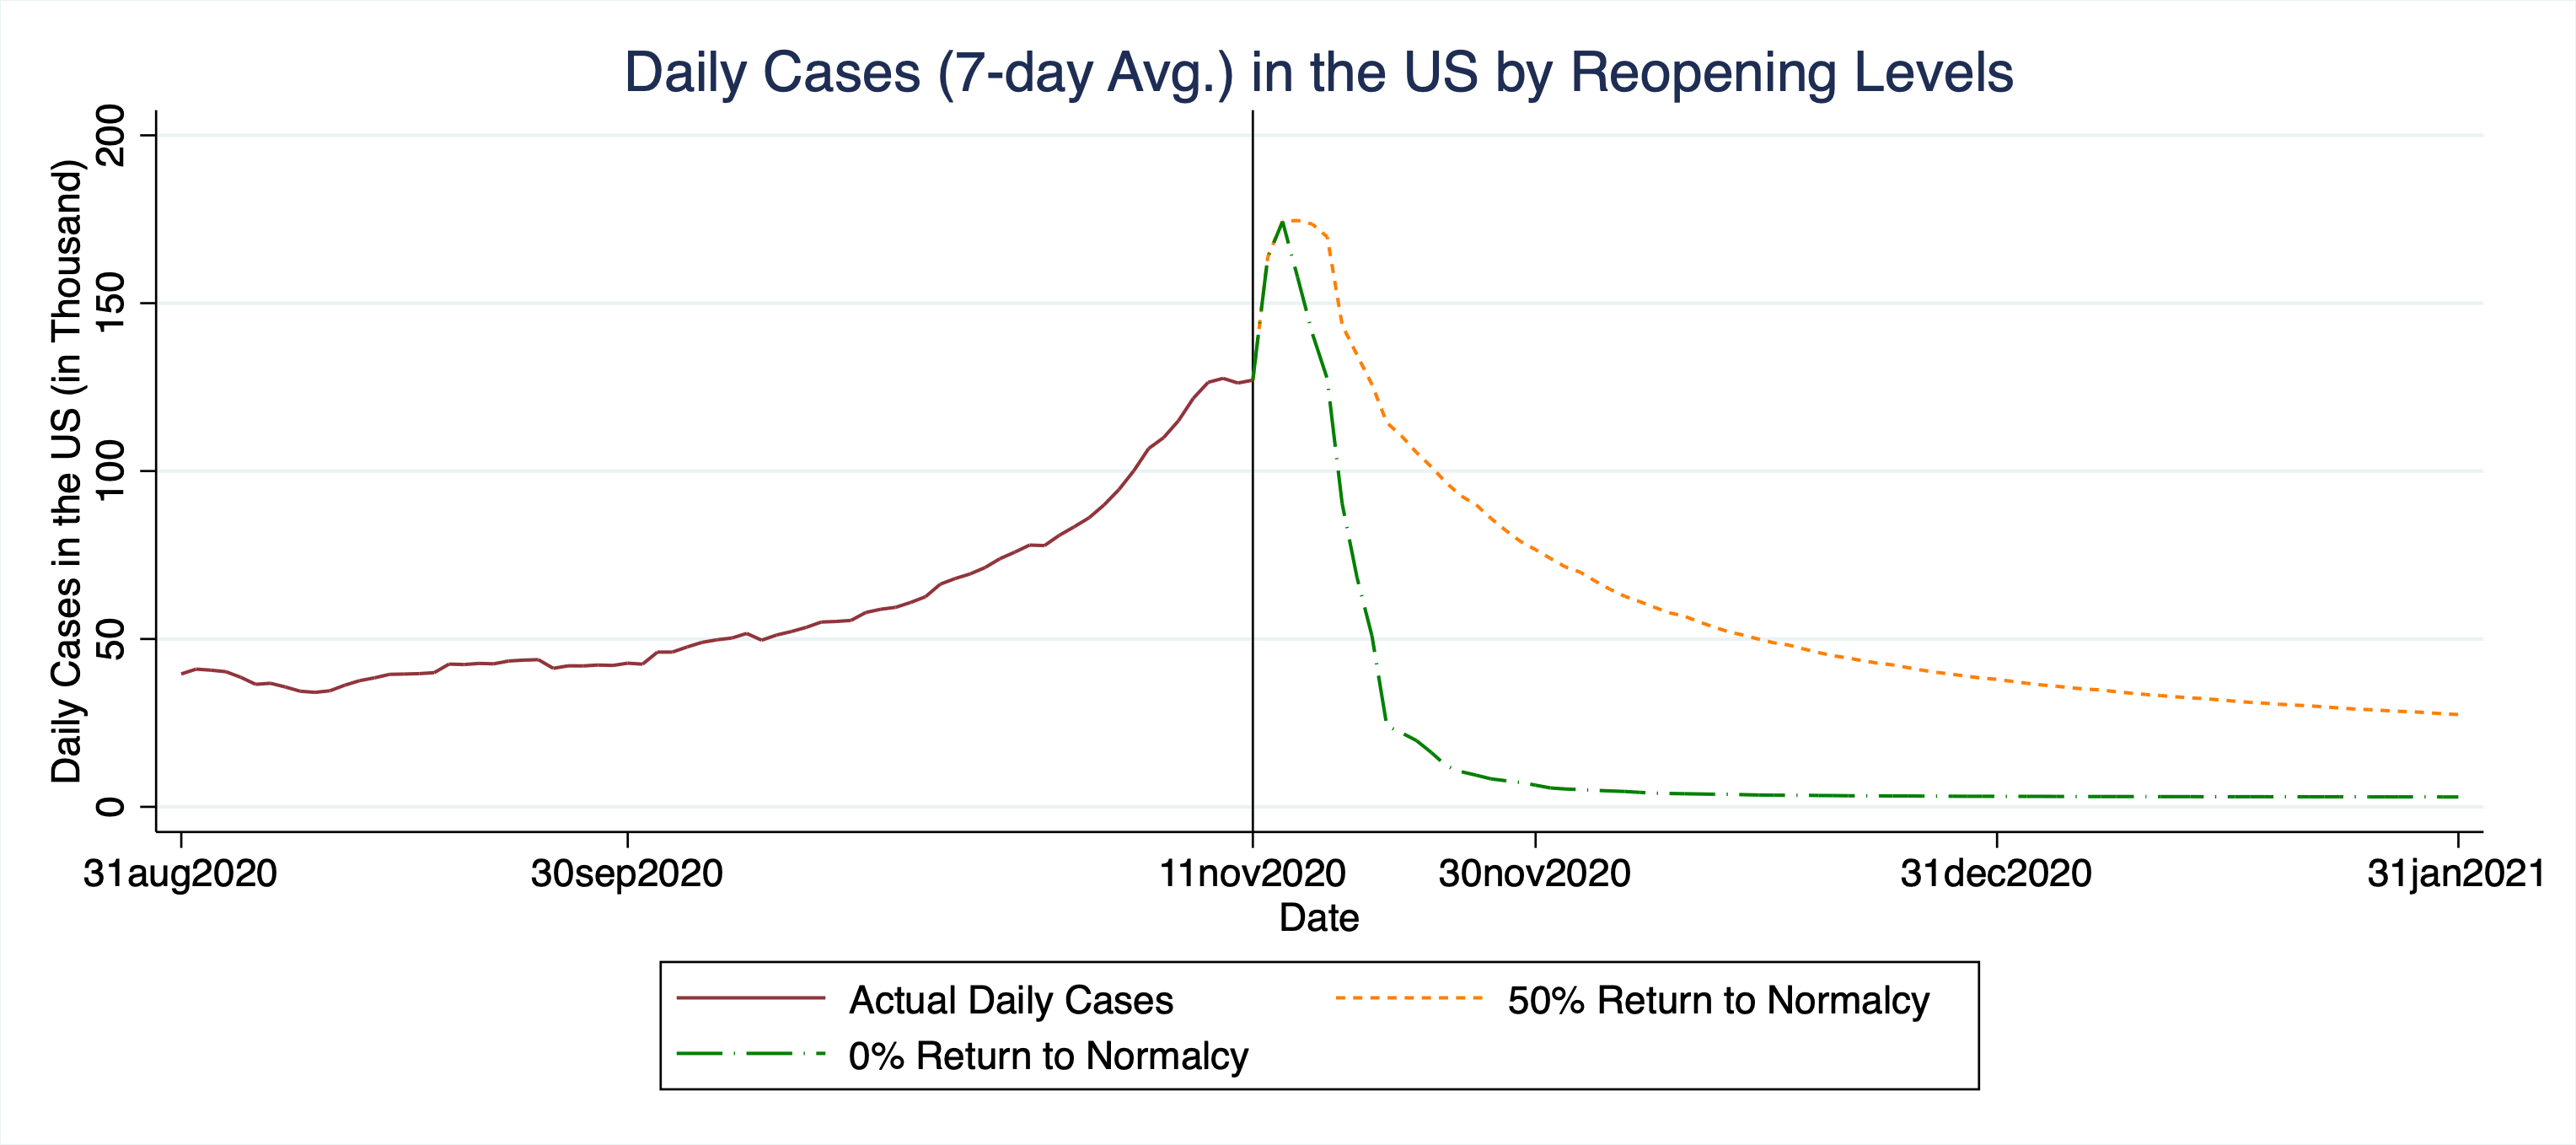 Daily Cases (7-day Avg.) in the US by Reopening Levels
Daily Cases in the US (in Thousand)
200
150
100
50
0
31aug2020 30sep2020 11nov2020 30nov2020 31dec2020 31jan2021
Date
Actual Daily Cases 50% Return to Normalcy
0% Return to Normalcy